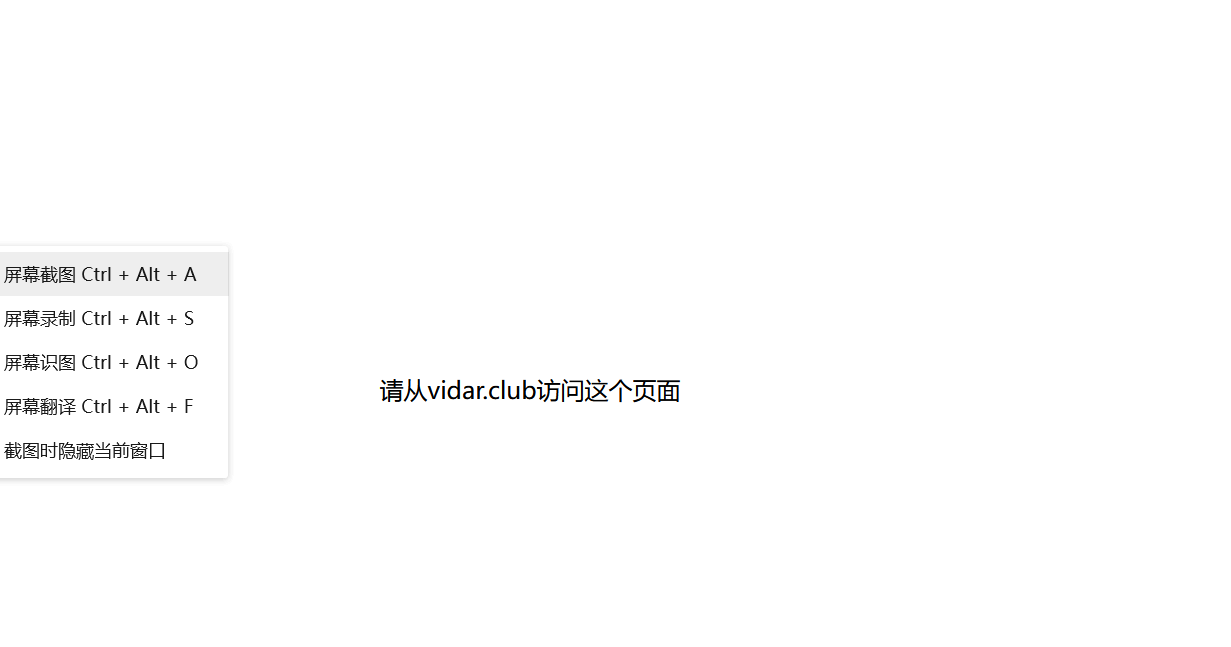 屏幕截图 Ctrl + Alt + A
屏幕录制 Ctrl + Alt + S
屏幕识图 Ctrl + Alt + O
屏幕翻译 Ctrl + Alt + F
截图时隐藏当前窗口
请从vidar.club访问这个页面